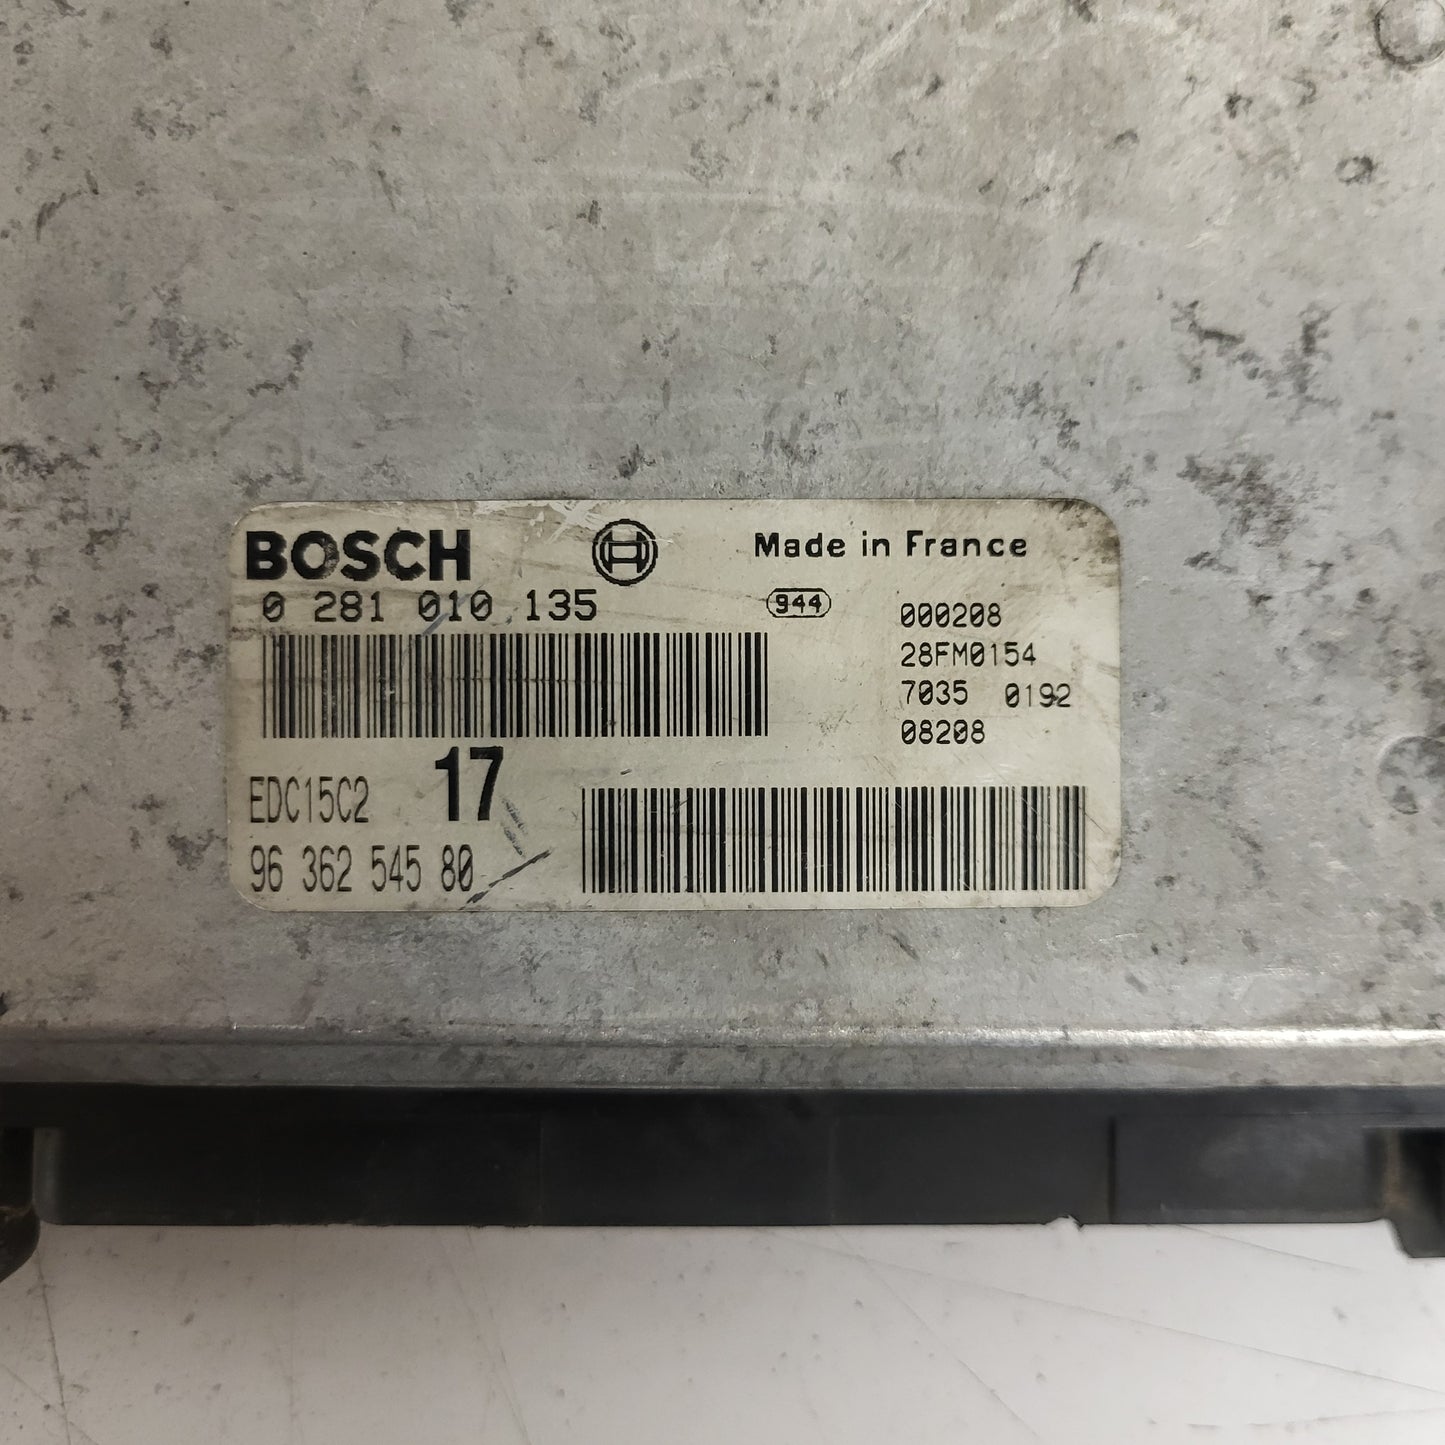 BOSCH
Made in France
0 281 010 135
944
000208
28FM0154
7035 0192
08208
EDC15C2 17
96 362 545 80